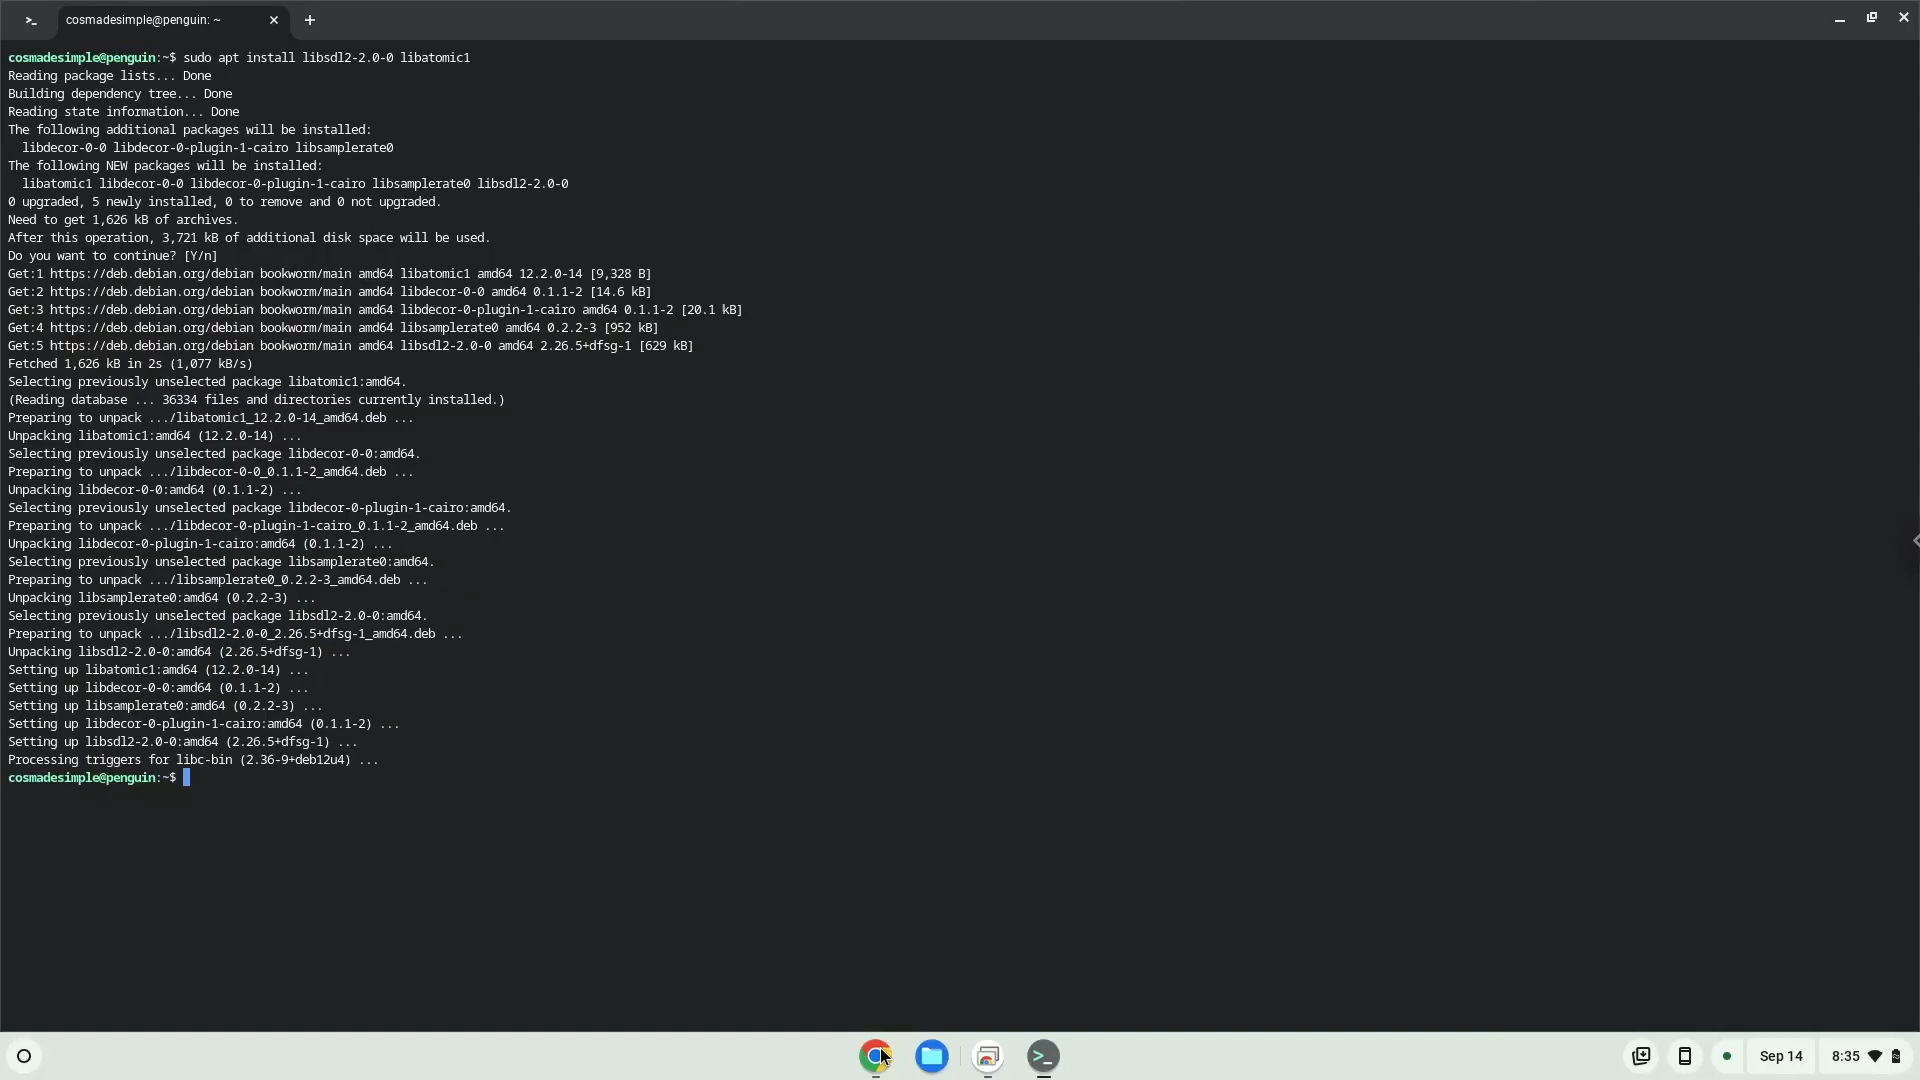 cosmadesimple@penguin: ~
cosmadesimple@penguin:~$ sudo apt install libsdl2-2.0-0 libatomic1
Reading package lists... Done
Building dependency tree... Done
Reading state information... Done
The following additional packages will be installed:
libdecor-0-0 libdecor-0-plugin-1-cairo libsamplerate0
The following NEW packages will be installed:
libatomic1 libdecor-0-0 libdecor-0-plugin-1-cairo libsamplerate0 libsdl2-2.0-0
0 upgraded, 5 newly installed, 0 to remove and 0 not upgraded.
Need to get 1,626 kB of archives.
After this operation, 3,721 kB of additional disk space will be used.
Do you want to continue? [Y/n]
Get:1 https://deb.debian.org/debian bookworm/main amd64 libatomic1 amd64 12.2.0-14 [9,328 B]
Get:2 https://deb.debian.org/debian bookworm/main amd64 libdecor-0-0 amd64 0.1.1-2 [14.6 kB]
Get:3 https://deb.debian.org/debian bookworm/main amd64 libdecor-0-plugin-1-cairo amd64 0.1.1-2 [20.1 kB]
Get:4 https://deb.debian.org/debian bookworm/main amd64 libsamplerate0 amd64 0.2.2-3 [952 kB]
Get:5 https://deb.debian.org/debian bookworm/main amd64 libsdl2-2.0-0 amd64 2.26.5+dfsg-1 [629 kB]
Fetched 1,626 kB in 2s (1,077 kB/s)
Selecting previously unselected package libatomic1:amd64.
(Reading database ... 36334 files and directories currently installed.)
Preparing to unpack .../libatomic1_12.2.0-14_amd64.deb ...
Unpacking libatomic1:amd64 (12.2.0-14) ...
Selecting previously unselected package libdecor-0-0:amd64.
Preparing to unpack .../libdecor-0-0_0.1.1-2_amd64.deb ...
Unpacking libdecor-0-0:amd64 (0.1.1-2) ...
Selecting previously unselected package libdecor-0-plugin-1-cairo:amd64.
Preparing to unpack .../libdecor-0-plugin-1-cairo_0.1.1-2_amd64.deb ...
Unpacking libdecor-0-plugin-1-cairo:amd64 (0.1.1-2) ...
Selecting previously unselected package libsamplerate0:amd64.
Preparing to unpack .../libsamplerate0_0.2.2-3_amd64.deb ...
Unpacking libsamplerate0:amd64 (0.2.2-3) ...
Selecting previously unselected package libsdl2-2.0-0:amd64.
Preparing to unpack .../libsdl2-2.0-0_2.26.5+dfsg-1_amd64.deb ...
Unpacking libsdl2-2.0-0:amd64 (2.26.5+dfsg-1) ...
Setting up libatomic1:amd64 (12.2.0-14) ...
Setting up libdecor-0-0:amd64 (0.1.1-2) ...
Setting up libsamplerate0:amd64 (0.2.2-3) ...
Setting up libdecor-0-plugin-1-cairo:amd64 (0.1.1-2) ...
Setting up libsdl2-2.0-0:amd64 (2.26.5+dfsg-1) ...
Processing triggers for libc-bin (2.36-9+deb12u4) ...
cosmadesimple@penguin:~$
Sep 14 8:35